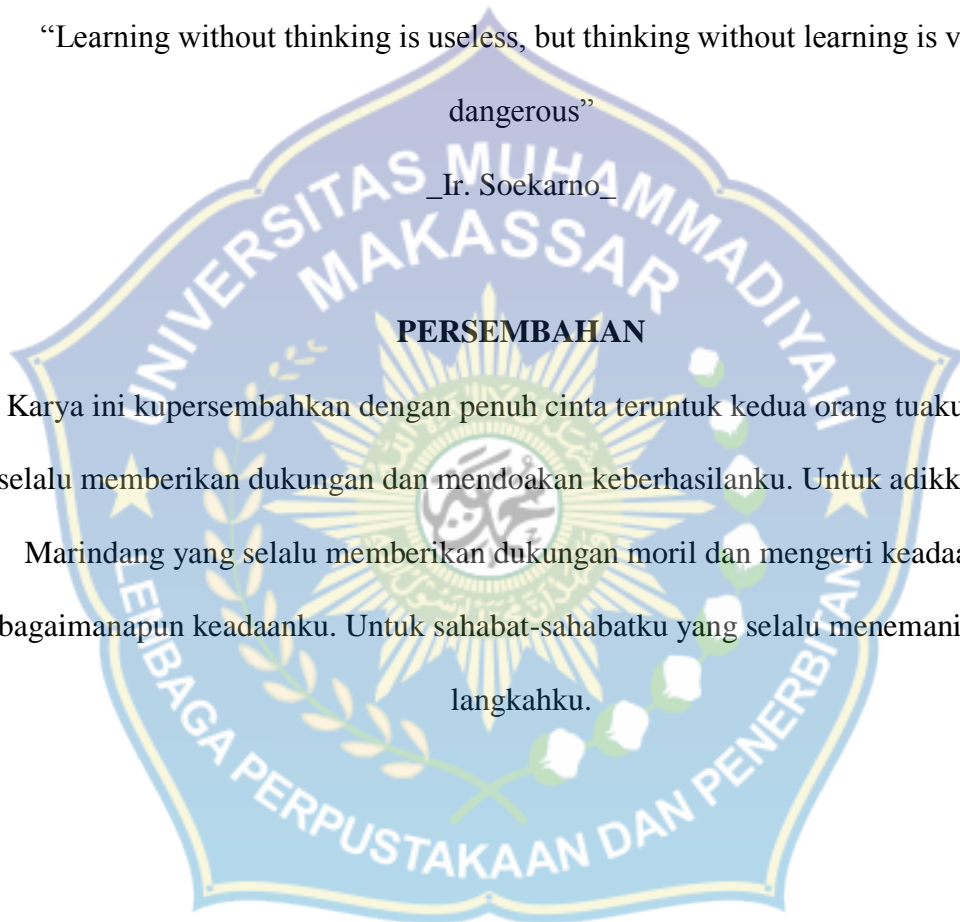 “Learning without thinking is useless, but thinking without learning is v
dangerous”
_Ir. Soekarno_
UNIVERSITAS MUHAMMADIYAH
MAKASSAR
PERSEMBAHAN
Karya ini kupersembahkan dengan penuh cinta teruntuk kedua orang tuaku
selalu memberikan dukungan dan mendoakan keberhasilanku. Untuk adikk
Marindang yang selalu memberikan dukungan moril dan mengerti keadaa
bagaimanapun keadaanku. Untuk sahabat-sahabatku yang selalu menemani
langkahku.
LEMBAGA PERPUSTAKAAN DAN PENERBITAN